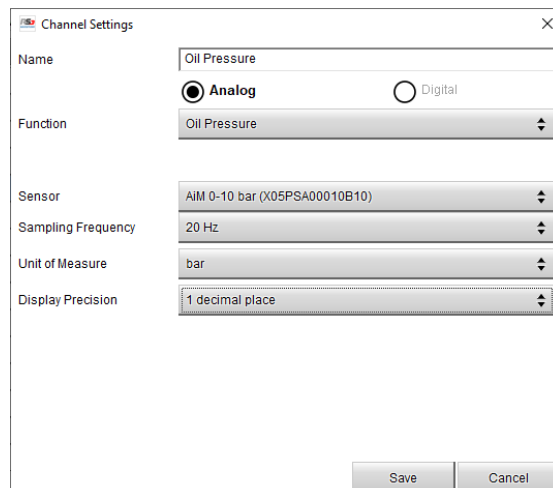 Channel Settings
Name Oil Pressure
Analog Digital
Function Oil Pressure
Sensor AiM 0-10 bar (X05PSA00010B10)
Sampling Frequency 20 Hz
Unit of Measure bar
Display Precision 1 decimal place
Save Cancel